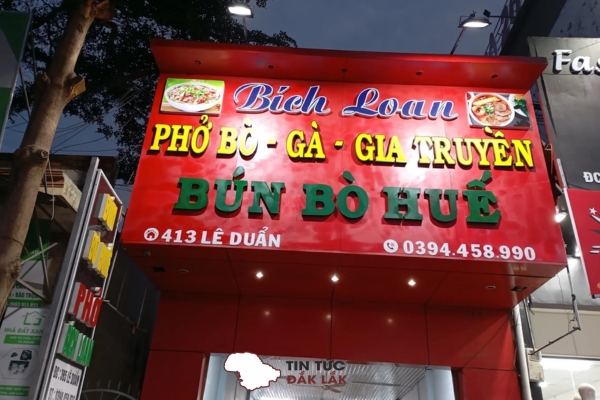 Bích Loan
PHỞ BÒ - GÀ - GIA TRUYỀN
BÚN BÒ HUẾ
413 LÊ DUẨN
0394.458.990
Fas
ĐC
PHỞ
TIN TỨC
ĐẮK LẮK